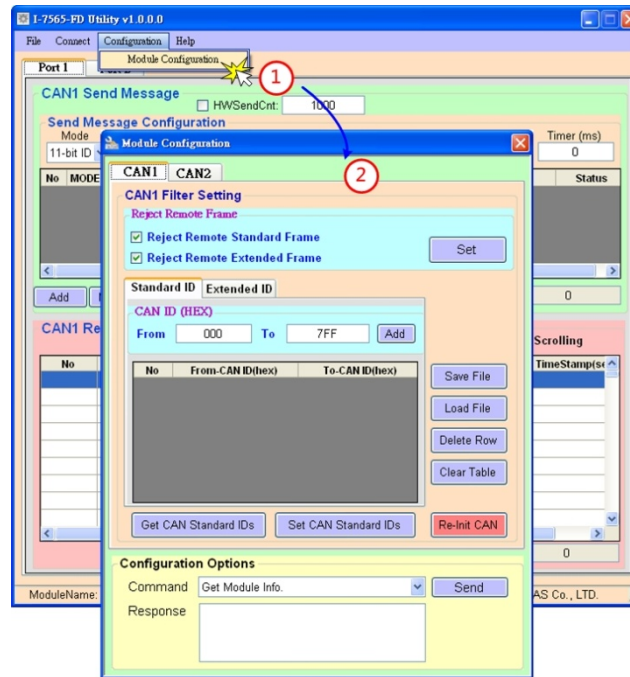 I-7565-FD Utility v1.0.0.0
File Connect Configuration Help
Module Configuration
1
Port 1
CAN1 Send Message
HWSendCnt: 1000
Send Message Configuration
Mode
Timer (ms)
11-bit ID
0
No MODE
Status
Add
0
CAN1 Re
Scrolling
No
TimeStamp(se
0
ModuleName:
AS Co., LTD.
2
Module Configuration
CAN1 CAN2
CAN1 Filter Setting
Reject Remote Frame
Reject Remote Standard Frame
Reject Remote Extended Frame
Set
Standard ID Extended ID
CAN ID (HEX)
From 000 To 7FF Add
No From-CAN ID(hex) To-CAN ID(hex)
Save File
Load File
Delete Row
Clear Table
Get CAN Standard IDs Set CAN Standard IDs Re-Init CAN
Configuration Options
Command Get Module Info. Send
Response